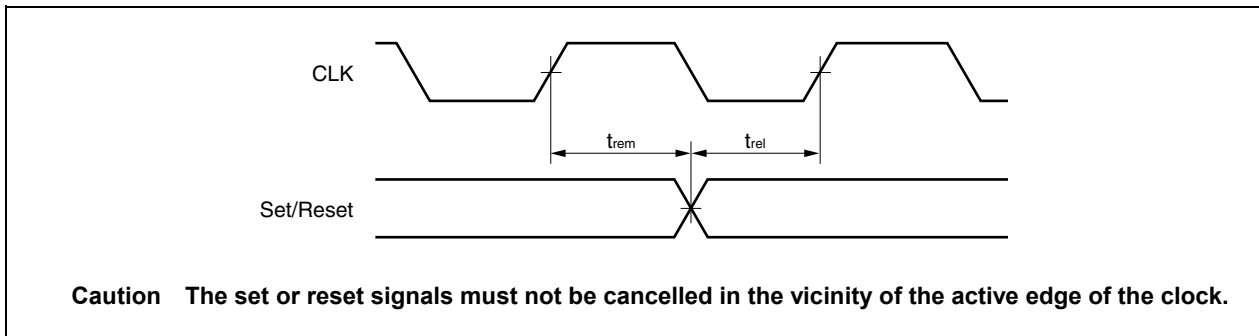 CLK
trem
trel
Set/Reset
Caution The set or reset signals must not be cancelled in the vicinity of the active edge of the clock.